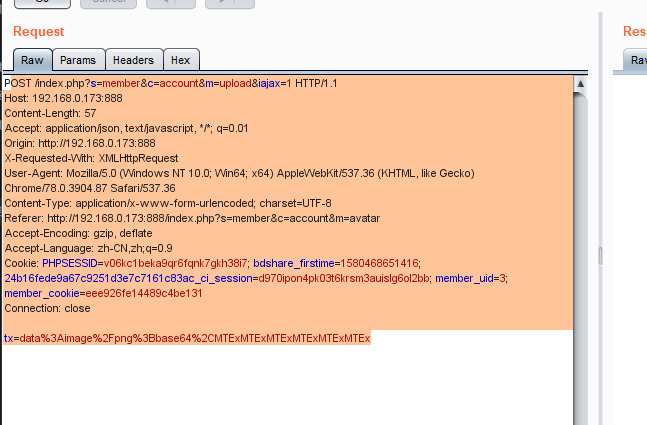 Request
Res
Raw Params Headers Hex
POST /index.php?s=member&c=account&m=upload&iajax=1 HTTP/1.1
Host: 192.168.0.173:888
Content-Length: 57
Accept: application/json, text/javascript, */*; q=0.01
Origin: http://192.168.0.173:888
X-Requested-With: XMLHttpRequest
User-Agent: Mozilla/5.0 (Windows NT 10.0; Win64; x64) AppleWebKit/537.36 (KHTML, like Gecko)
Chrome/78.0.3904.87 Safari/537.36
Content-Type: application/x-www-form-urlencoded; charset=UTF-8
Referer: http://192.168.0.173:888/index.php?s=member&c=account&m=avatar
Accept-Encoding: gzip, deflate
Accept-Language: zh-CN,zh;q=0.9
Cookie: PHPSESSID=v06kc1beka9qr6fqnk7gkh38i7; bdshare_firstime=1580468651416;
24b16fede9a67c9251d3e7c7161c83ac_ci_session=d970ipon4pk03t6krsm3auislg6ol2bb; member_uid=3;
member_cookie=eee926fe14489c4be131
Connection: close
tx=data%3Aimage%2Fpng%3Bbase64%2CMTExMTExMTExMTExMTExMTEx